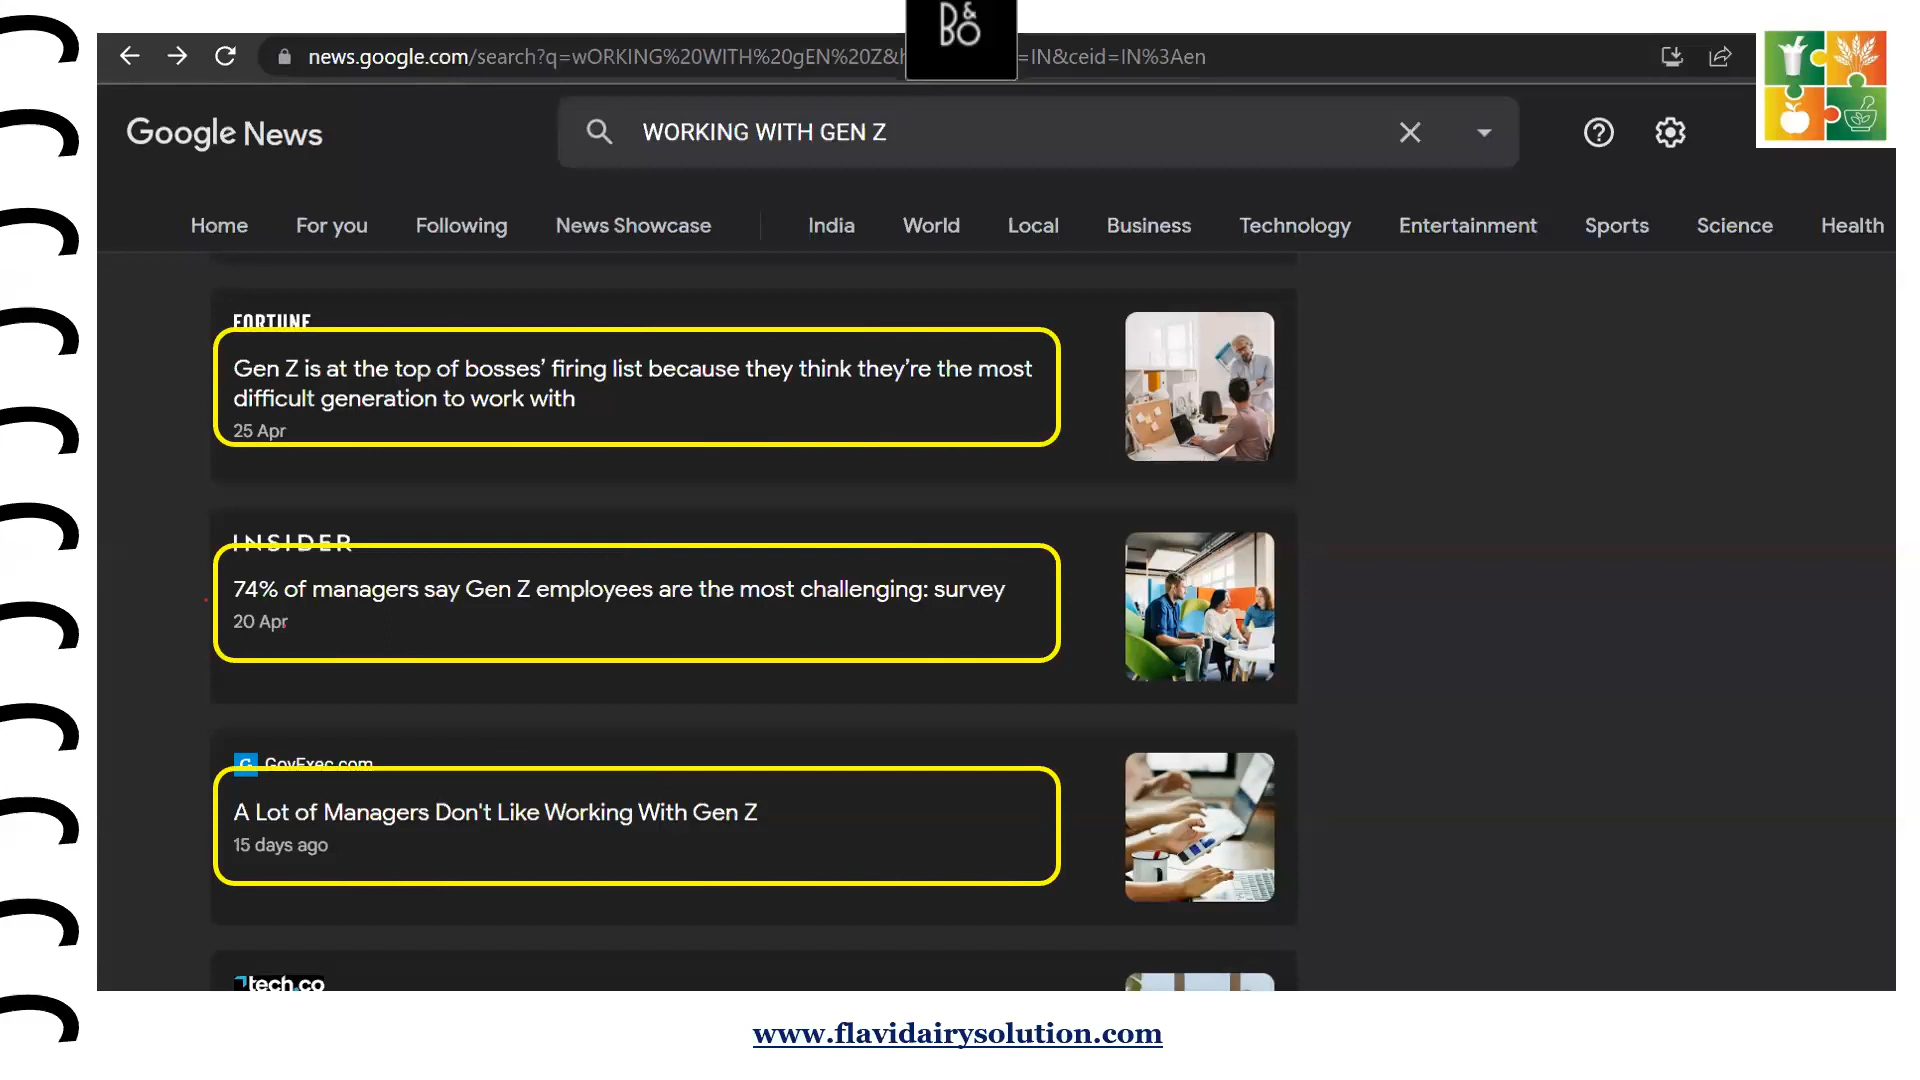 B&O
news.google.com/search?q=wORKING%20WITH%20gEN%20Z&h =IN&ceid=IN%3Aen
Google News
WORKING WITH GEN Z
Home For you Following News Showcase India World Local Business Technology Entertainment Sports Science Health
FORTUNE
Gen Z is at the top of bosses’ firing list because they think they’re the most
difficult generation to work with
25 Apr
INSIDER
74% of managers say Gen Z employees are the most challenging: survey
20 Apr
G GovExec.com
A Lot of Managers Don't Like Working With Gen Z
15 days ago
tech.co
www.flavidairysolution.com